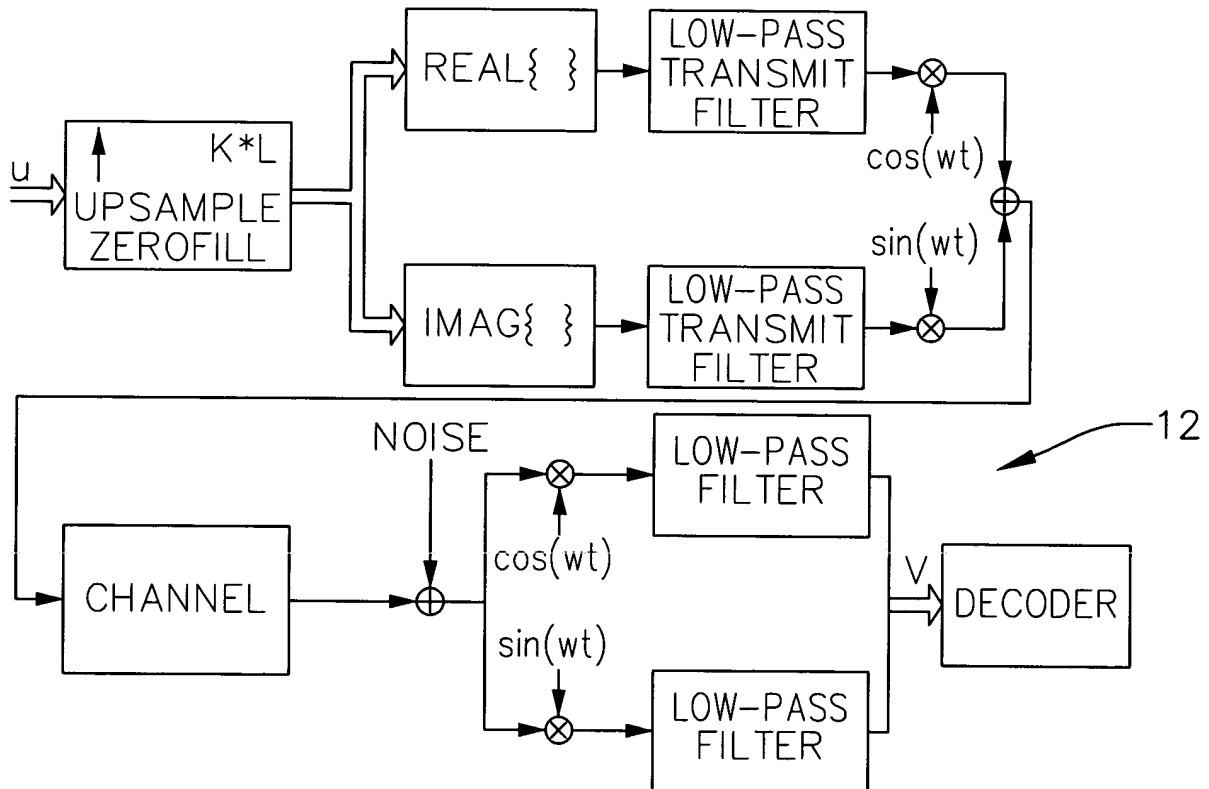 REAL{ }
LOW-PASS
TRANSMIT
FILTER
cos(wt)
u
K*L
UPSAMPLE
ZEROFILL
sin(wt)
IMAG{ }
LOW-PASS
TRANSMIT
FILTER
12
NOISE
LOW-PASS
FILTER
cos(wt)
CHANNEL
V
DECODER
sin(wt)
LOW-PASS
FILTER